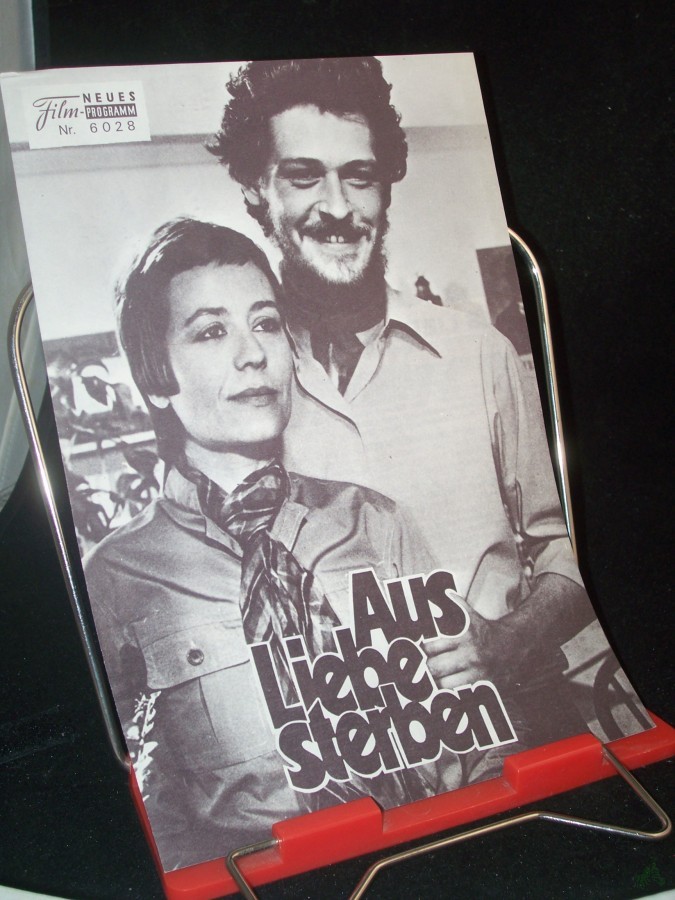 NEUES
Film-PROGRAMM
Nr. 6028
Aus
Liebe
sterben